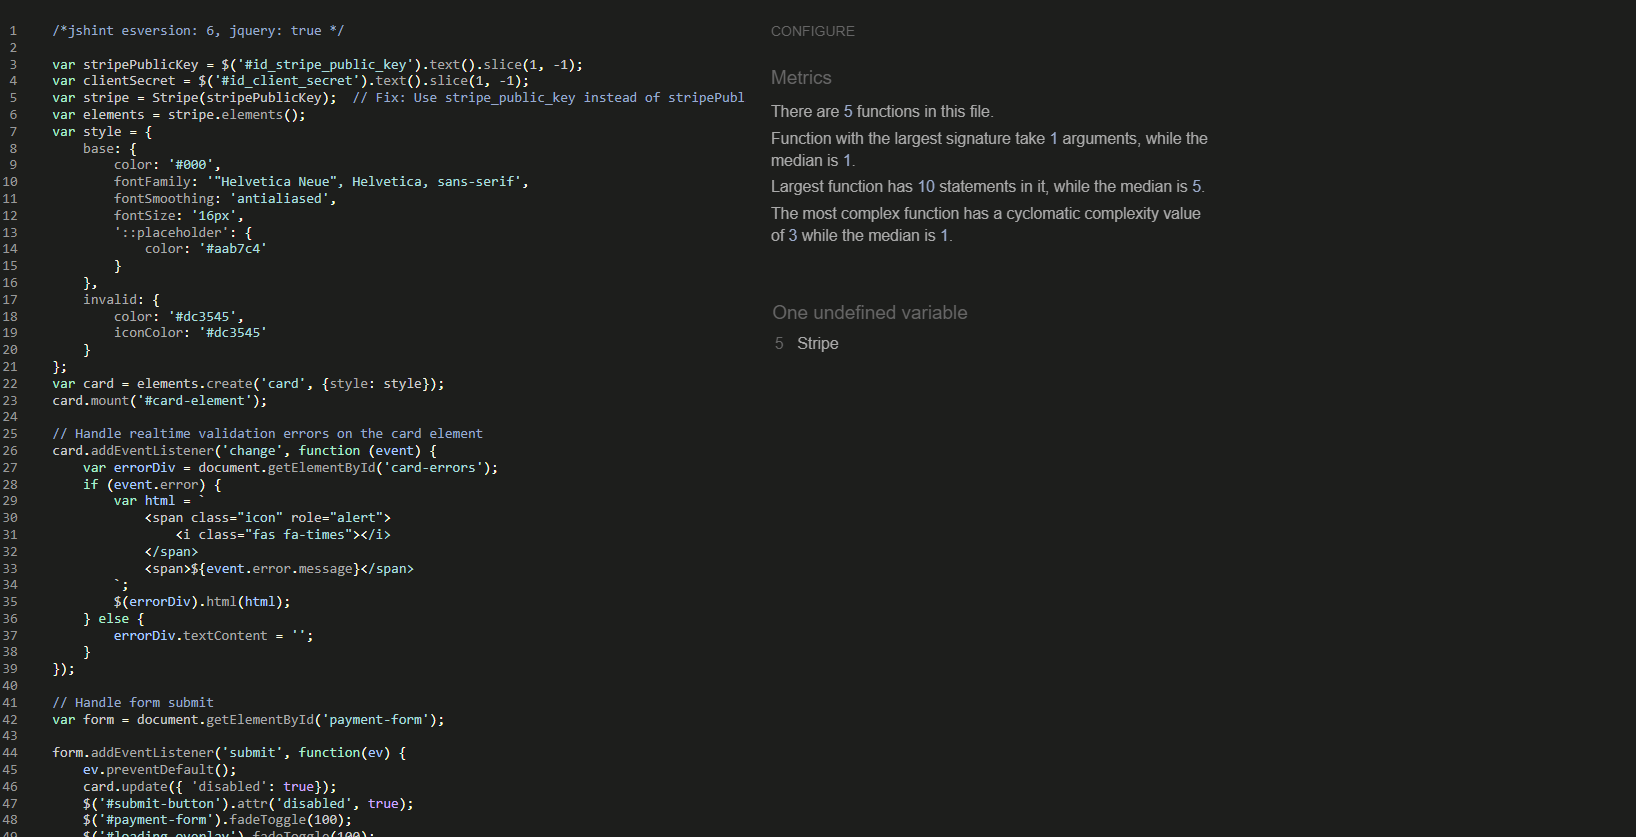 1 /*jshint esversion: 6, jquery: true */
2
3 var stripePublicKey = $('#id_stripe_public_key').text().slice(1, -1);
4 var clientSecret = $('#id_client_secret').text().slice(1, -1);
5 var stripe = Stripe(stripePublicKey);  // Fix: Use stripe_public_key instead of stripePubl
6 var elements = stripe.elements();
7 var style = {
8     base: {
9         color: '#000',
10         fontFamily: '"Helvetica Neue", Helvetica, sans-serif',
11         fontSmoothing: 'antialiased',
12         fontSize: '16px',
13         '::placeholder': {
14             color: '#aab7c4'
15         }
16     },
17     invalid: {
18         color: '#dc3545',
19         iconColor: '#dc3545'
20     }
21 };
22 var card = elements.create('card', {style: style});
23 card.mount('#card-element');
24
25 // Handle realtime validation errors on the card element
26 card.addEventListener('change', function (event) {
27     var errorDiv = document.getElementById('card-errors');
28     if (event.error) {
29         var html = `
30             <span class="icon" role="alert">
31                 <i class="fas fa-times"></i>
32             </span>
33             <span>${event.error.message}</span>
34         `;
35         $(errorDiv).html(html);
36     } else {
37         errorDiv.textContent = '';
38     }
39 });
40
41 // Handle form submit
42 var form = document.getElementById('payment-form');
43
44 form.addEventListener('submit', function(ev) {
45     ev.preventDefault();
46     card.update({ 'disabled': true});
47     $('#submit-button').attr('disabled', true);
48     $('#payment-form').fadeToggle(100);
49     $('#loading-overlay').fadeToggle(100);
CONFIGURE
Metrics
There are 5 functions in this file.
Function with the largest signature take 1 arguments, while the
median is 1.
Largest function has 10 statements in it, while the median is 5.
The most complex function has a cyclomatic complexity value
of 3 while the median is 1.
One undefined variable
5 Stripe